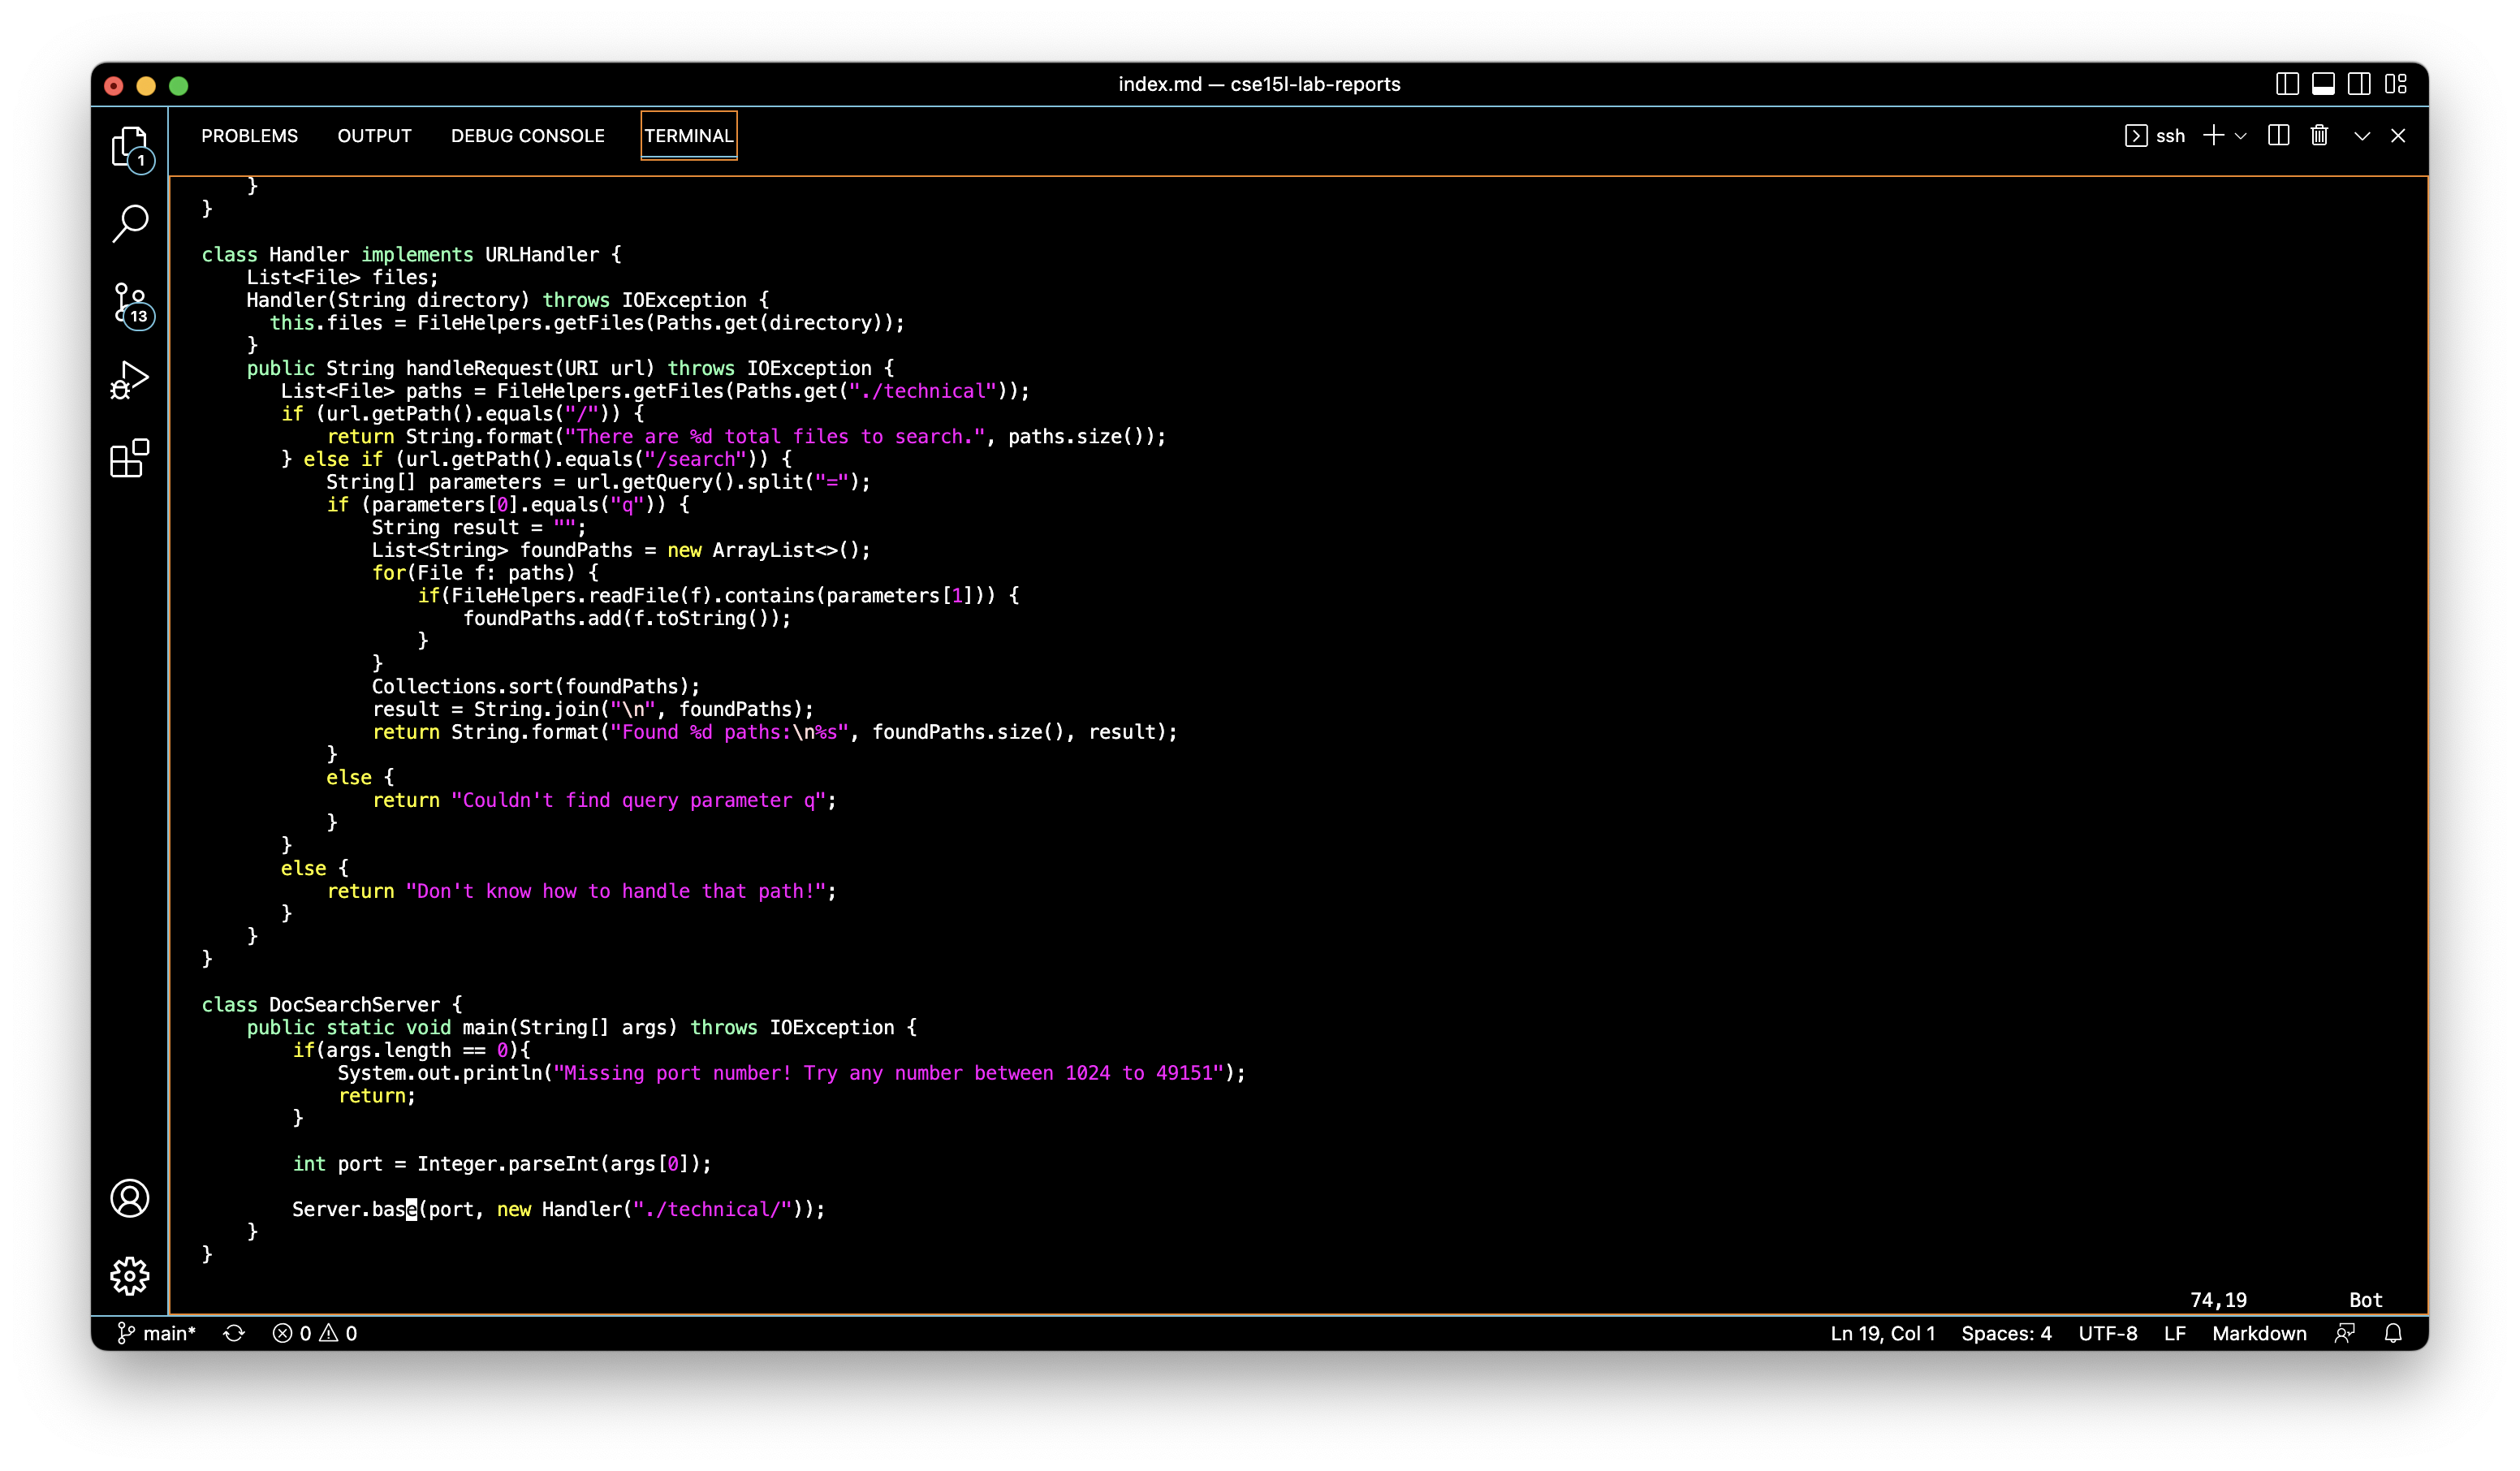 index.md — cse15l-lab-reports
PROBLEMS OUTPUT DEBUG CONSOLE TERMINAL ssh
1
13
    }
}

class Handler implements URLHandler {
    List<File> files;
    Handler(String directory) throws IOException {
      this.files = FileHelpers.getFiles(Paths.get(directory));
    }
    public String handleRequest(URI url) throws IOException {
       List<File> paths = FileHelpers.getFiles(Paths.get("./technical"));
       if (url.getPath().equals("/")) {
           return String.format("There are %d total files to search.", paths.size());
       } else if (url.getPath().equals("/search")) {
           String[] parameters = url.getQuery().split("=");
           if (parameters[0].equals("q")) {
               String result = "";
               List<String> foundPaths = new ArrayList<>();
               for(File f: paths) {
                   if(FileHelpers.readFile(f).contains(parameters[1])) {
                       foundPaths.add(f.toString());
                   }
               }
               Collections.sort(foundPaths);
               result = String.join("\n", foundPaths);
               return String.format("Found %d paths:\n%s", foundPaths.size(), result);
           }
           else {
               return "Couldn't find query parameter q";
           }
       }
       else {
           return "Don't know how to handle that path!";
       }
    }
}

class DocSearchServer {
    public static void main(String[] args) throws IOException {
        if(args.length == 0){
            System.out.println("Missing port number! Try any number between 1024 to 49151");
            return;
        }

        int port = Integer.parseInt(args[0]);

        Server.base(port, new Handler("./technical/"));
    }
}
74,19 Bot
main* 0 0 Ln 19, Col 1 Spaces: 4 UTF-8 LF Markdown